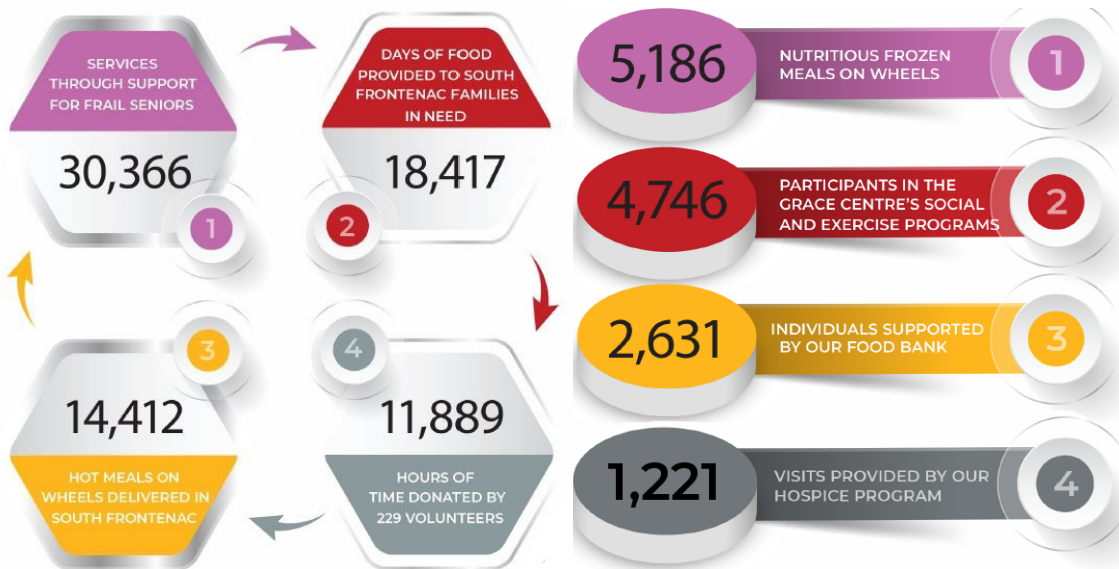 SERVICES
THROUGH SUPPORT
FOR FRAIL SENIORS
30,366
1
DAYS OF FOOD
PROVIDED TO SOUTH
FRONTENAC FAMILIES
IN NEED
18,417
2
3
14,412
HOT MEALS ON
WHEELS DELIVERED IN
SOUTH FRONTENAC
4
11,889
HOURS OF
TIME DONATED BY
229 VOLUNTEERS
5,186
NUTRITIOUS FROZEN
MEALS ON WHEELS
1
4,746
PARTICIPANTS IN THE
GRACE CENTRE'S SOCIAL
AND EXERCISE PROGRAMS
2
2,631
INDIVIDUALS SUPPORTED
BY OUR FOOD BANK
3
1,221
VISITS PROVIDED BY OUR
HOSPICE PROGRAM
4